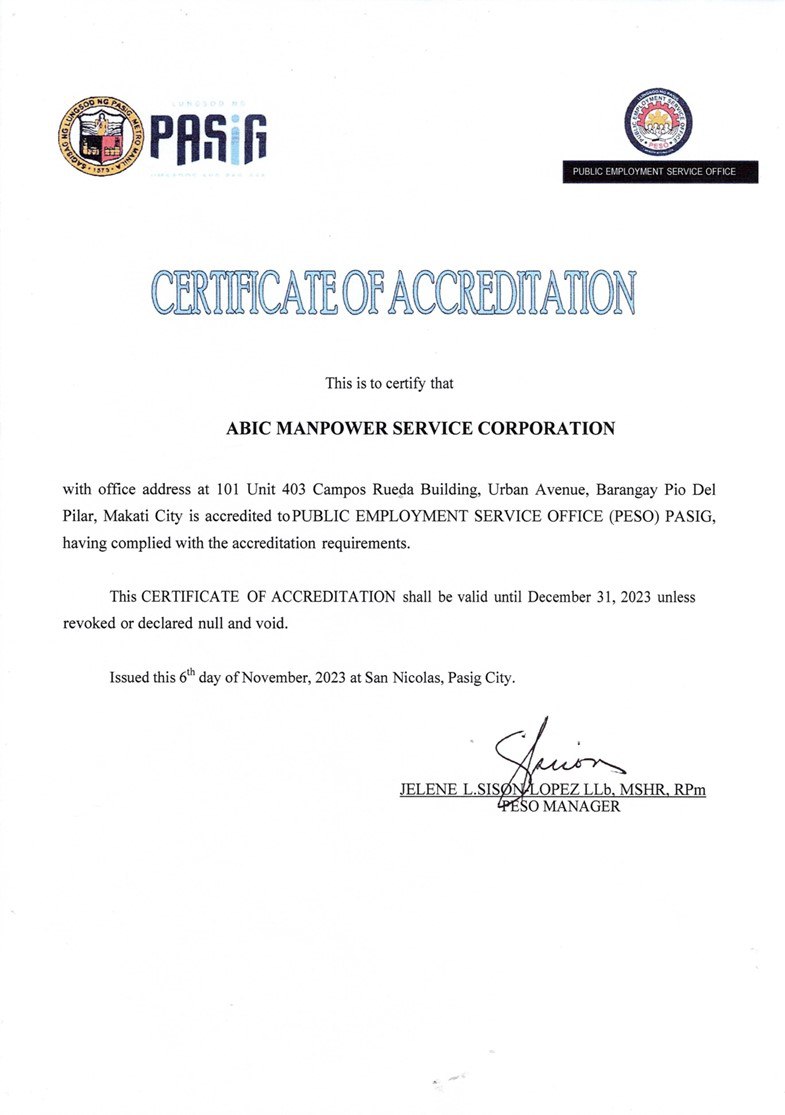 SAGISAG NG LUNGSOD NG PASIG, METRO MANILA
1573
LUNGSOD NG
PASiG
LUNGSOD NG PASIG
PUBLIC EMPLOYMENT SERVICE OFFICE
PESO
PUBLIC EMPLOYMENT SERVICE OFFICE
CERTIFICATE OF ACCREDITATION
This is to certify that
ABIC MANPOWER SERVICE CORPORATION
with office address at 101 Unit 403 Campos Rueda Building, Urban Avenue, Barangay Pio Del
Pilar, Makati City is accredited to PUBLIC EMPLOYMENT SERVICE OFFICE (PESO) PASIG,
having complied with the accreditation requirements.
This CERTIFICATE OF ACCREDITATION shall be valid until December 31, 2023 unless
revoked or declared null and void.
Issued this 6th day of November, 2023 at San Nicolas, Pasig City.
JELENE L.SISON-LOPEZ LLb, MSHR, RPm
PESO MANAGER